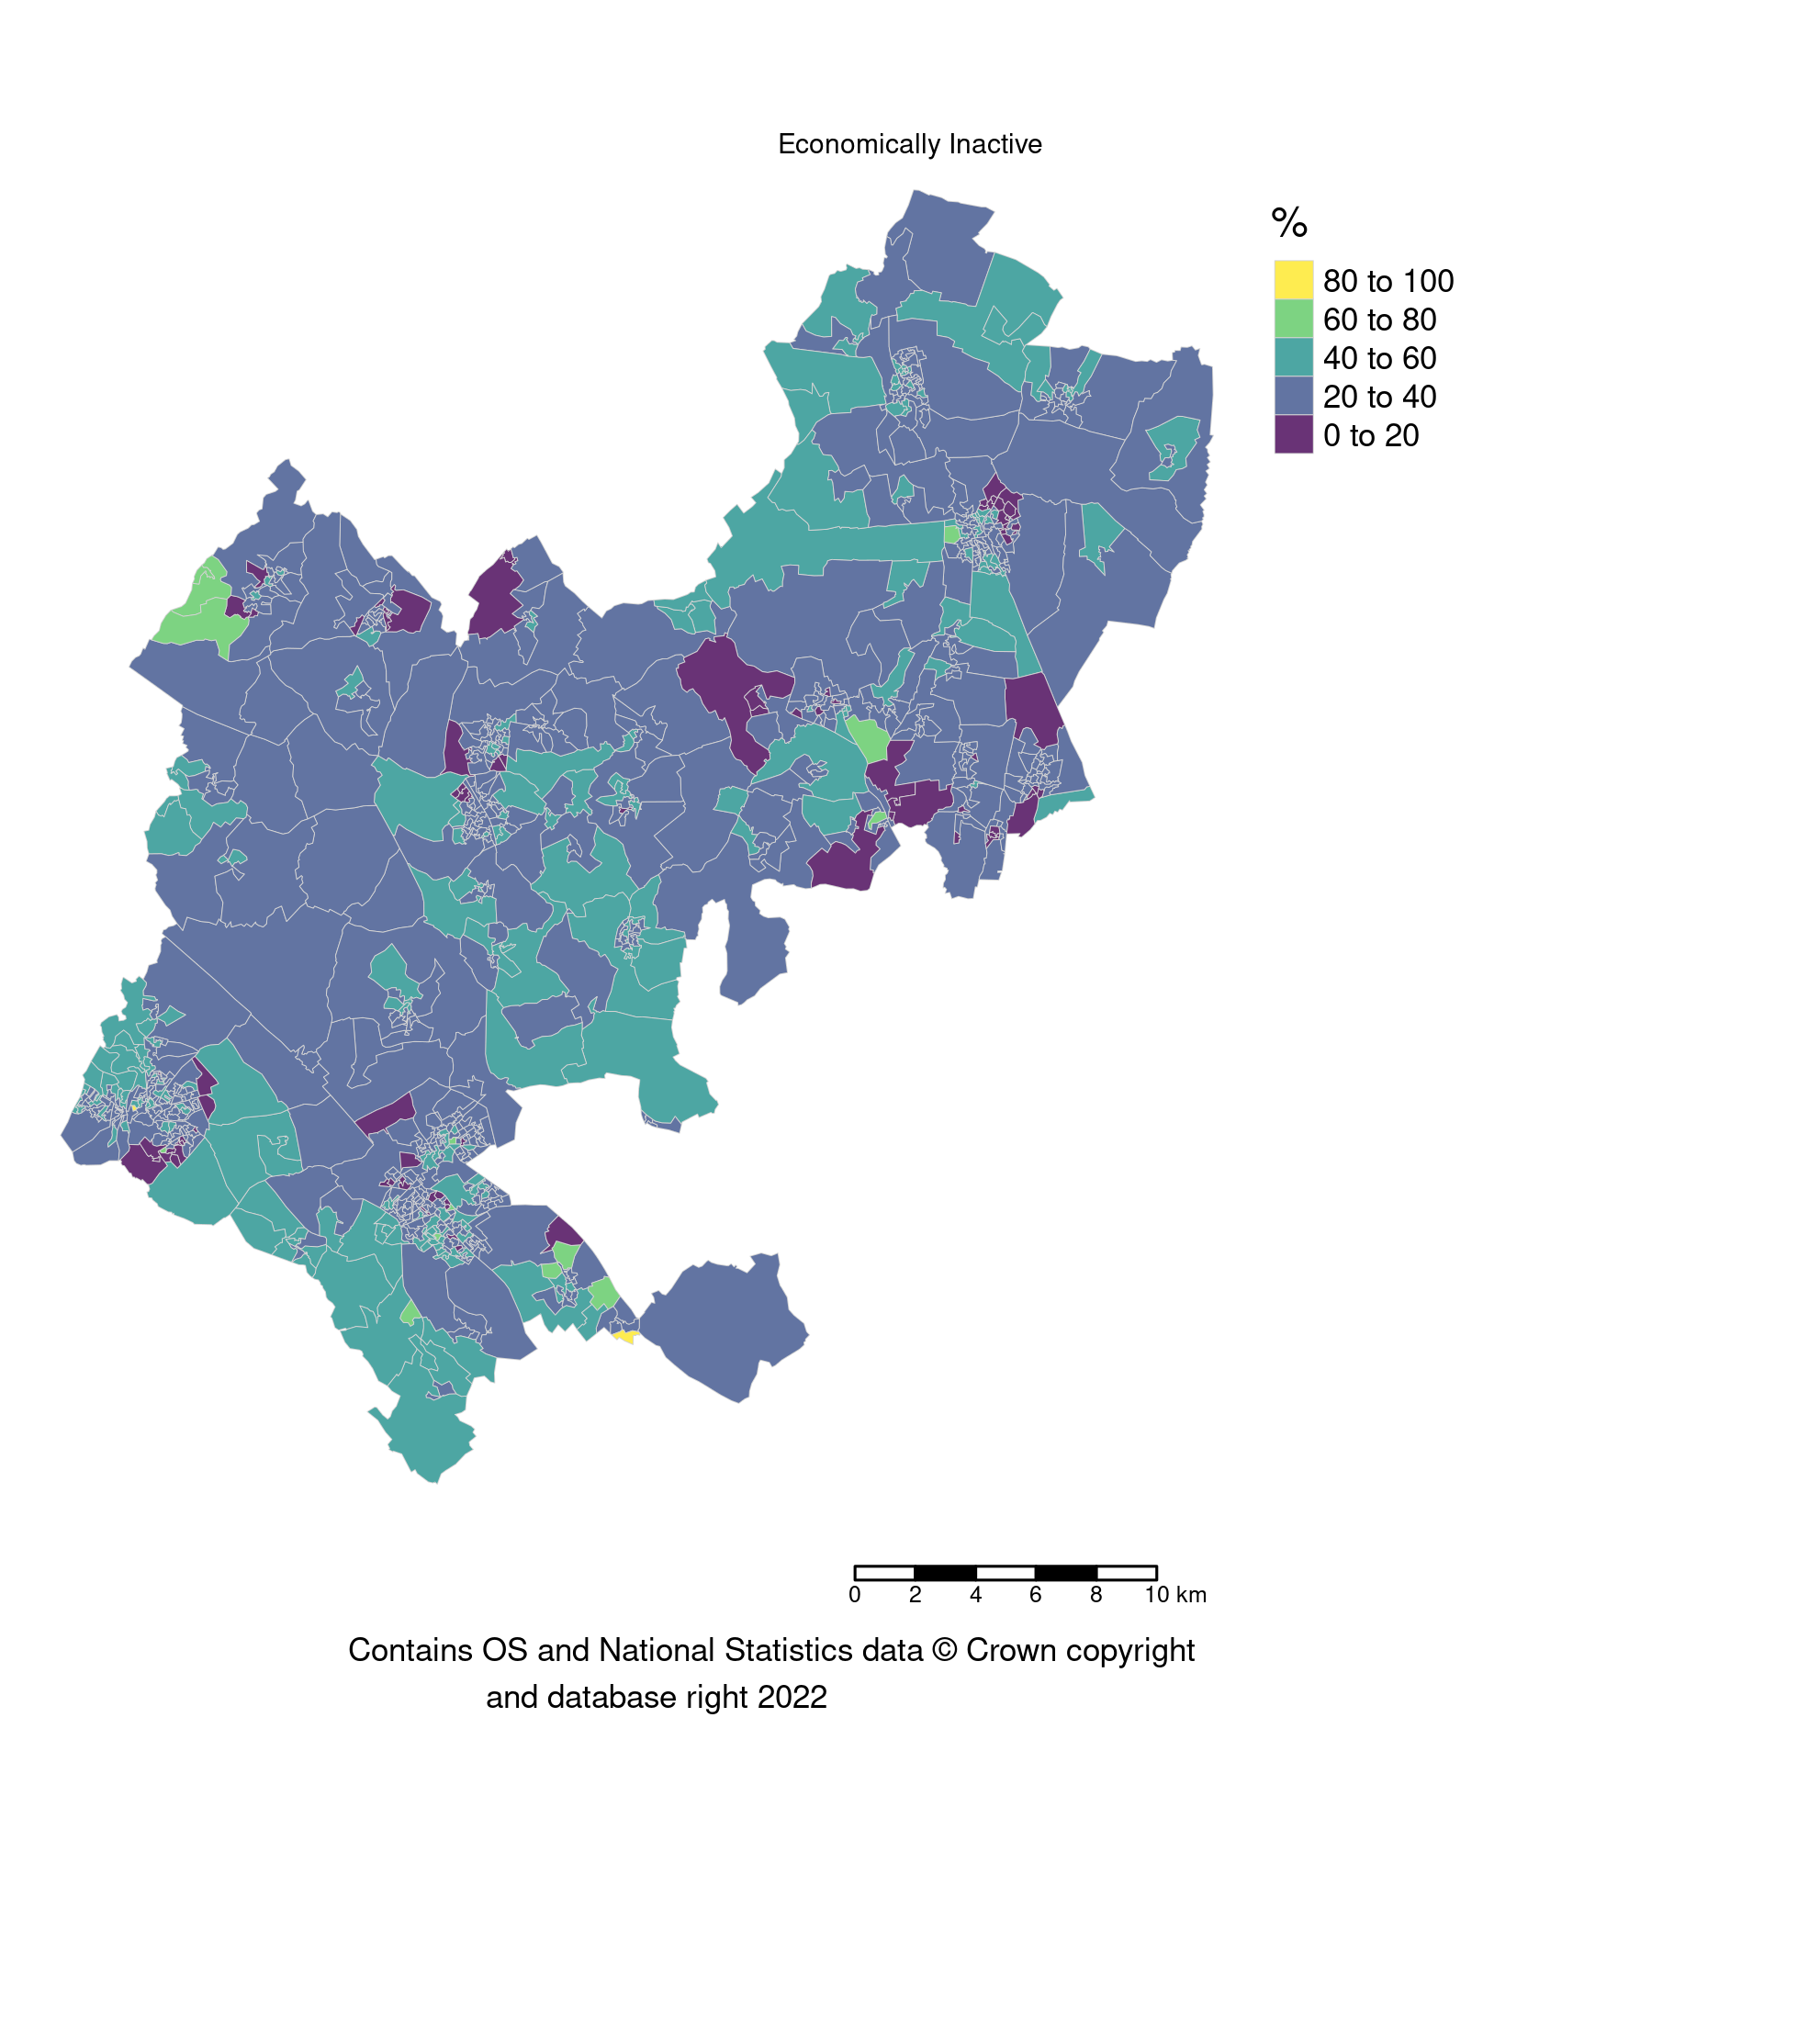 Economically Inactive
%
80 to 100
60 to 80
40 to 60
20 to 40
0 to 20
0 2 4 6 8 10 km
Contains OS and National Statistics data © Crown copyright
and database right 2022